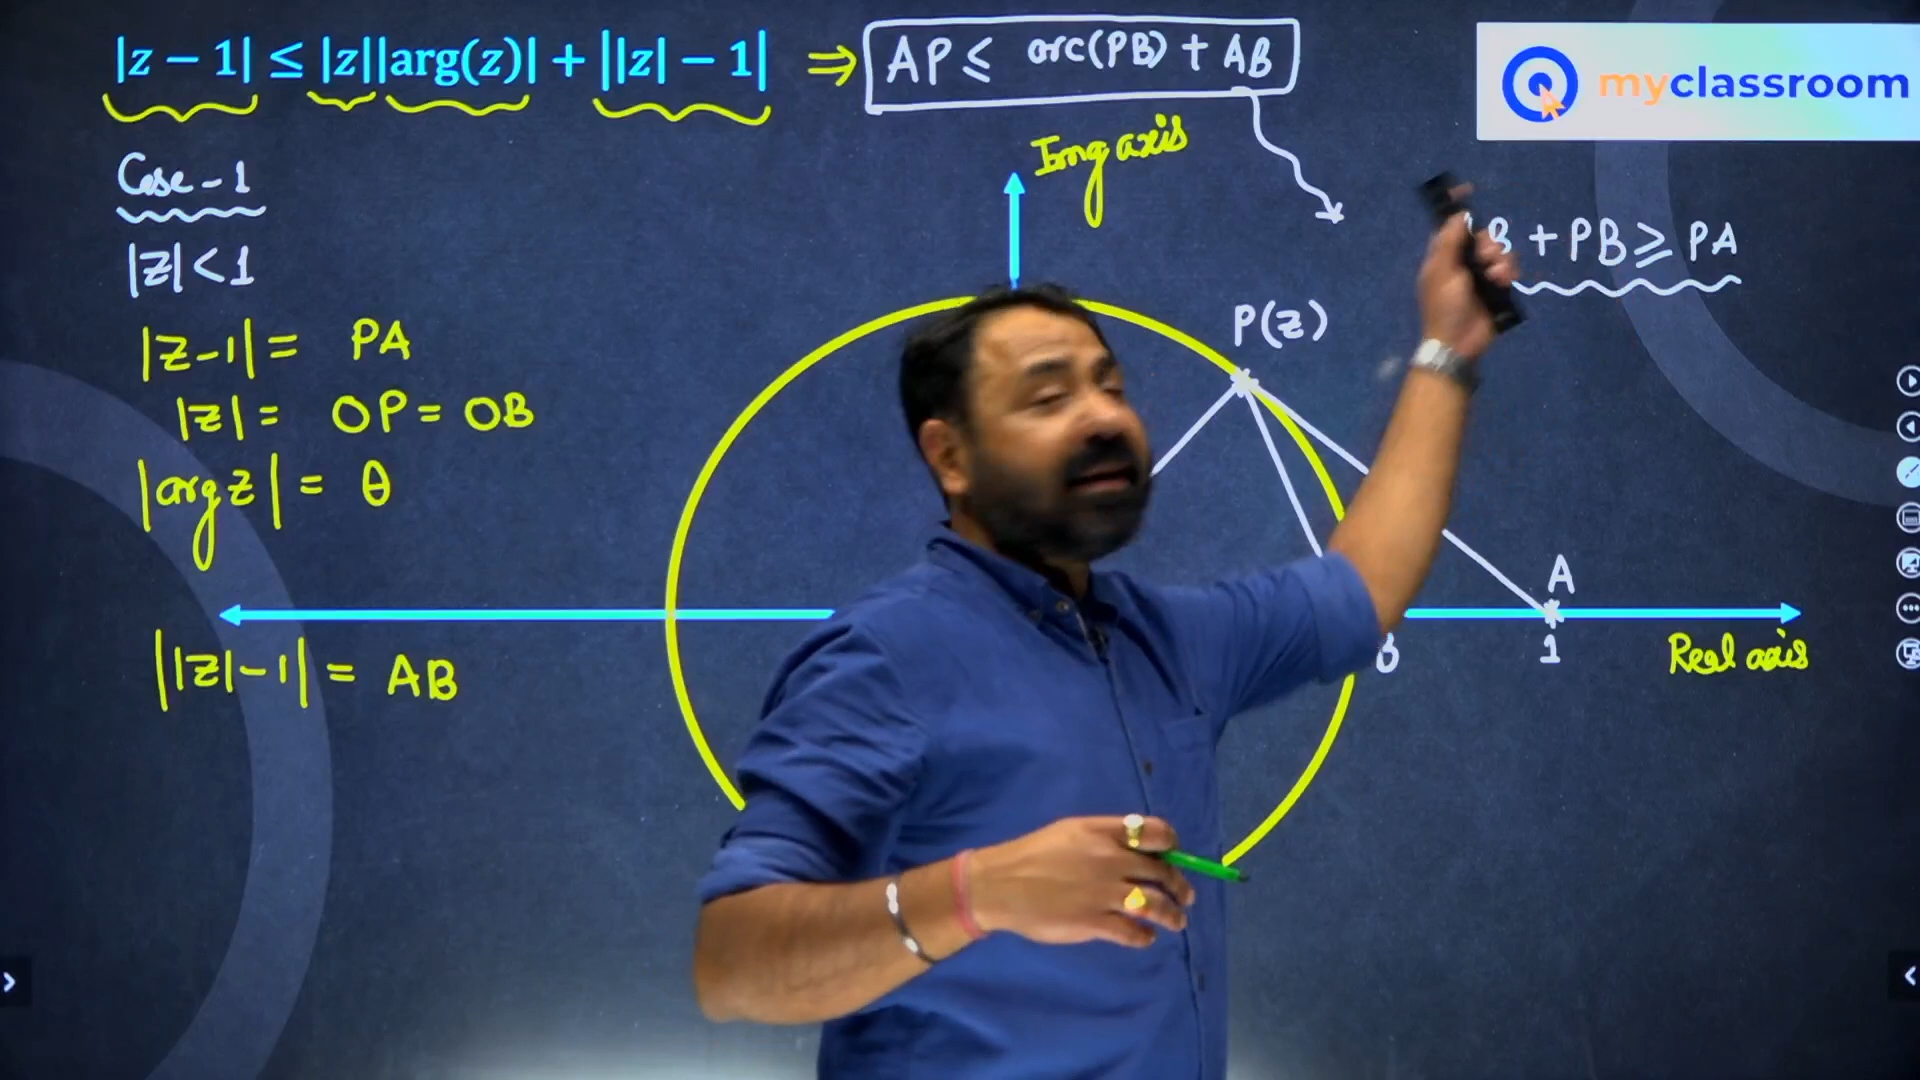 |z − 1| ≤ |z||arg(z)| + ||z| − 1| ⇒ AP ≤ arc(PB) + AB
myclassroom
Img axis
Case-1
|z| < 1
B + PB ≥ PA
|z-1| = PA
P(z)
|z| = OP = OB
|arg z| = θ
A
B
1
Real axis
||z|-1| = AB